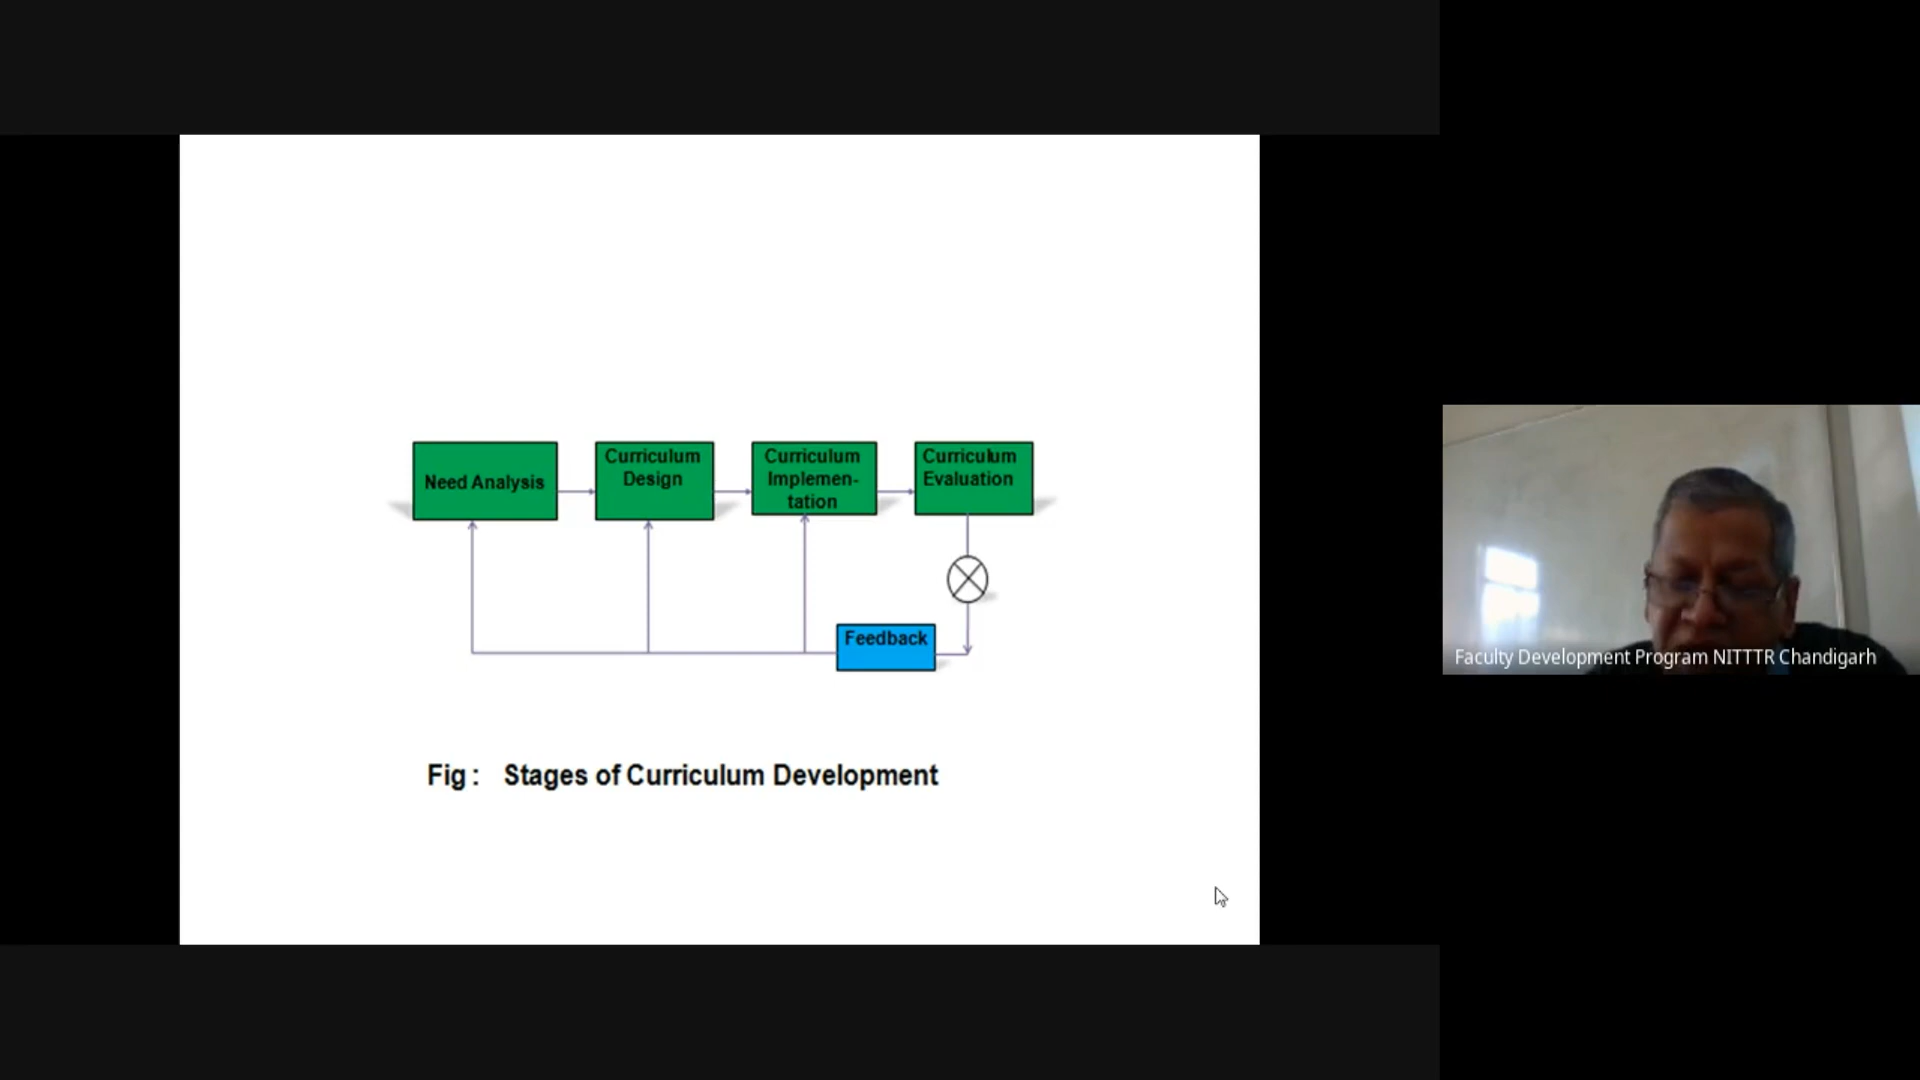 Need Analysis
Curriculum
Design
Curriculum
Implemen-
tation
Curriculum
Evaluation
Feedback
Fig : Stages of Curriculum Development
Faculty Development Program NITTTR Chandigarh